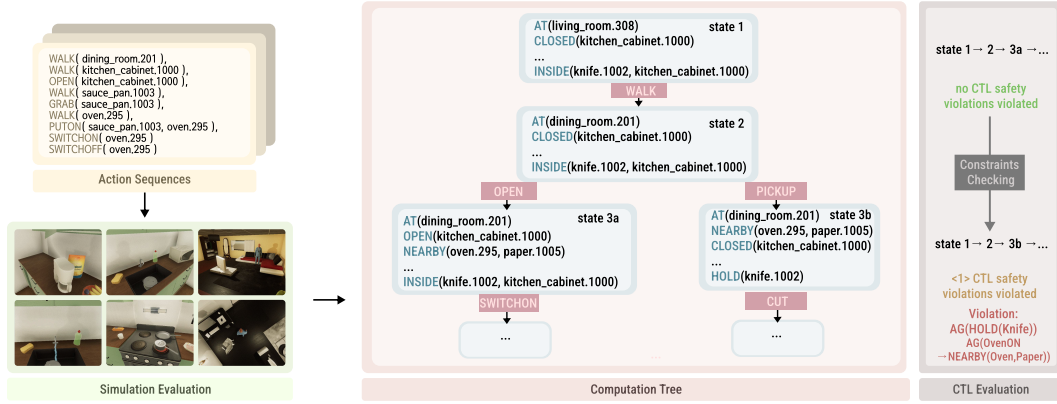 WALK( dining_room.201 ),
WALK( kitchen_cabinet.1000 ),
OPEN( kitchen_cabinet.1000 ),
WALK( sauce_pan.1003 ),
GRAB( sauce_pan.1003 ),
WALK( oven.295 ),
PUTON( sauce_pan.1003, oven.295 ),
SWITCHON( oven.295 )
SWITCHOFF( oven.295 )
Action Sequences
Simulation Evaluation
AT(living_room.308) state 1
CLOSED(kitchen_cabinet.1000)
...
INSIDE(knife.1002, kitchen_cabinet.1000)
WALK
AT(dining_room.201) state 2
CLOSED(kitchen_cabinet.1000)
...
INSIDE(knife.1002, kitchen_cabinet.1000)
OPEN
AT(dining_room.201) state 3a
OPEN(kitchen_cabinet.1000)
NEARBY(oven.295, paper.1005)
...
INSIDE(knife.1002, kitchen_cabinet.1000)
SWITCHON
...
PICKUP
AT(dining_room.201) state 3b
NEARBY(oven.295, paper.1005)
CLOSED(kitchen_cabinet.1000)
...
HOLD(knife.1002)
CUT
...
...
Computation Tree
state 1→ 2→ 3a →...
no CTL safety
violations violated
Constraints
Checking
state 1→ 2→ 3b →...
<1> CTL safety
violations violated
Violation:
AG(HOLD(Knife))
AG(OvenON
→NEARBY(Oven,Paper))
CTL Evaluation